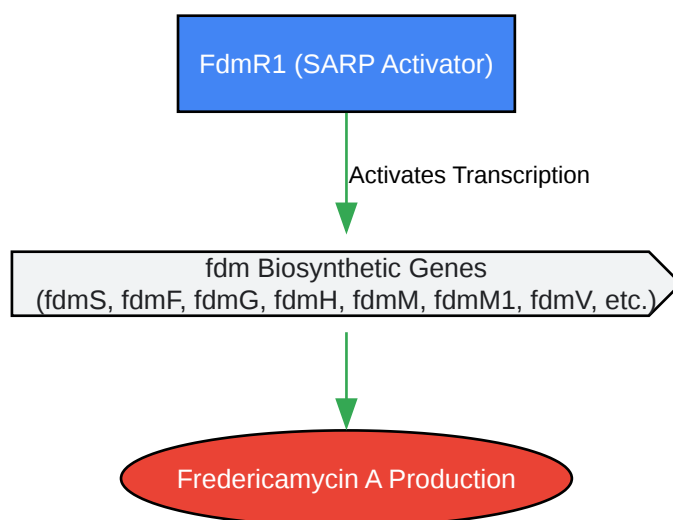 FdmR1 (SARP Activator)
Activates Transcription
fdm Biosynthetic Genes
(fdmS, fdmF, fdmG, fdmH, fdmM, fdmM1, fdmV, etc.)
Fredericamycin A Production